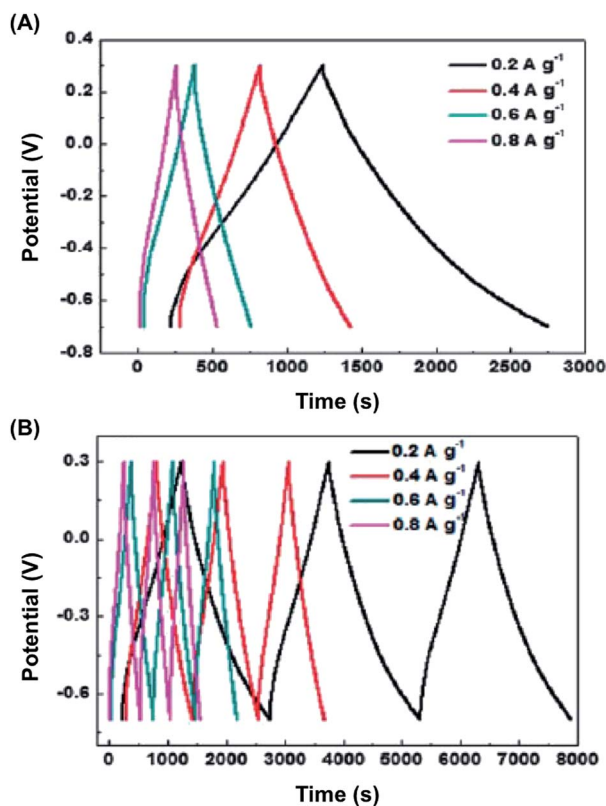 (A)
0.4
0.2
0.0
-0.2
-0.4
-0.6
-0.8
Potential (V)
0.2 A g⁻¹
0.4 A g⁻¹
0.6 A g⁻¹
0.8 A g⁻¹
0 500 1000 1500 2000 2500 3000
Time (s)
(B)
0.3
0.0
-0.3
-0.6
Potential (V)
0.2 A g⁻¹
0.4 A g⁻¹
0.6 A g⁻¹
0.8 A g⁻¹
0 1000 2000 3000 4000 5000 6000 7000 8000
Time (s)